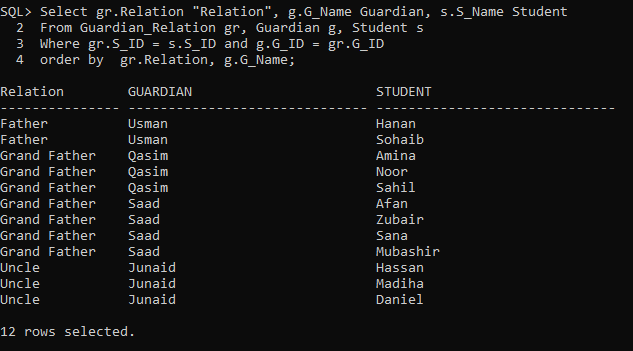 SQL> Select gr.Relation "Relation", g.G_Name Guardian, s.S_Name Student
  2  From Guardian_Relation gr, Guardian g, Student s
  3  Where gr.S_ID = s.S_ID and g.G_ID = gr.G_ID
  4  order by  gr.Relation, g.G_Name;

Relation        GUARDIAN                       STUDENT
--------------- ------------------------------ ------------------------------
Father          Usman                          Hanan
Father          Usman                          Sohaib
Grand Father    Qasim                          Amina
Grand Father    Qasim                          Noor
Grand Father    Qasim                          Sahil
Grand Father    Saad                           Afan
Grand Father    Saad                           Zubair
Grand Father    Saad                           Sana
Grand Father    Saad                           Mubashir
Uncle           Junaid                         Hassan
Uncle           Junaid                         Madiha
Uncle           Junaid                         Daniel

12 rows selected.